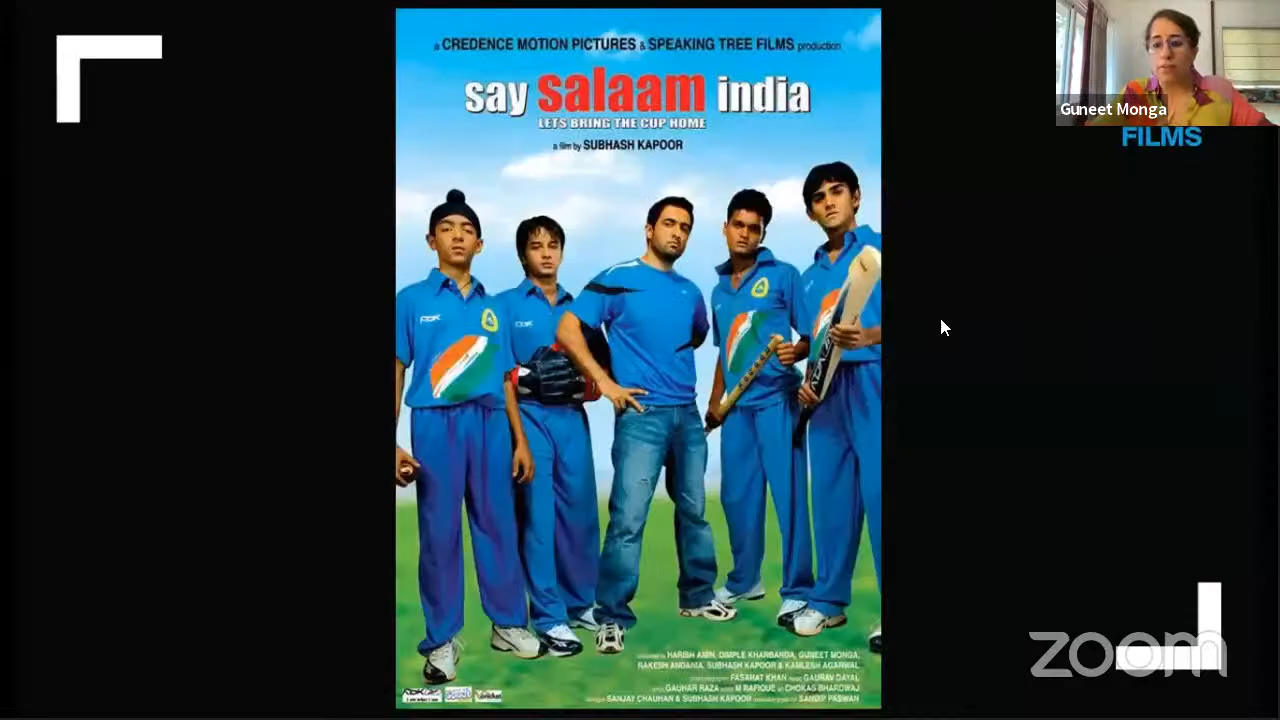 a CREDENCE MOTION PICTURES & SPEAKING TREE FILMS production
say salaam india
LETS BRING THE CUP HOME
a film by SUBHASH KAPOOR
Guneet Monga
FILMS
HARISH AMIN, DIMPLE KHARBANDA, GUNEET MONGA,
RAKESH ANDANIA, SUBHASH KAPOOR & KAMLESH AGARWAL
FASAHAT KHAN GAURAV DAYAL
GAUHAR RAZA M RAFIQUE CHOKAS BHARDWAJ
SANJAY CHAUHAN & SUBHASH KAPOOR SANDIP PASWAN
zoom